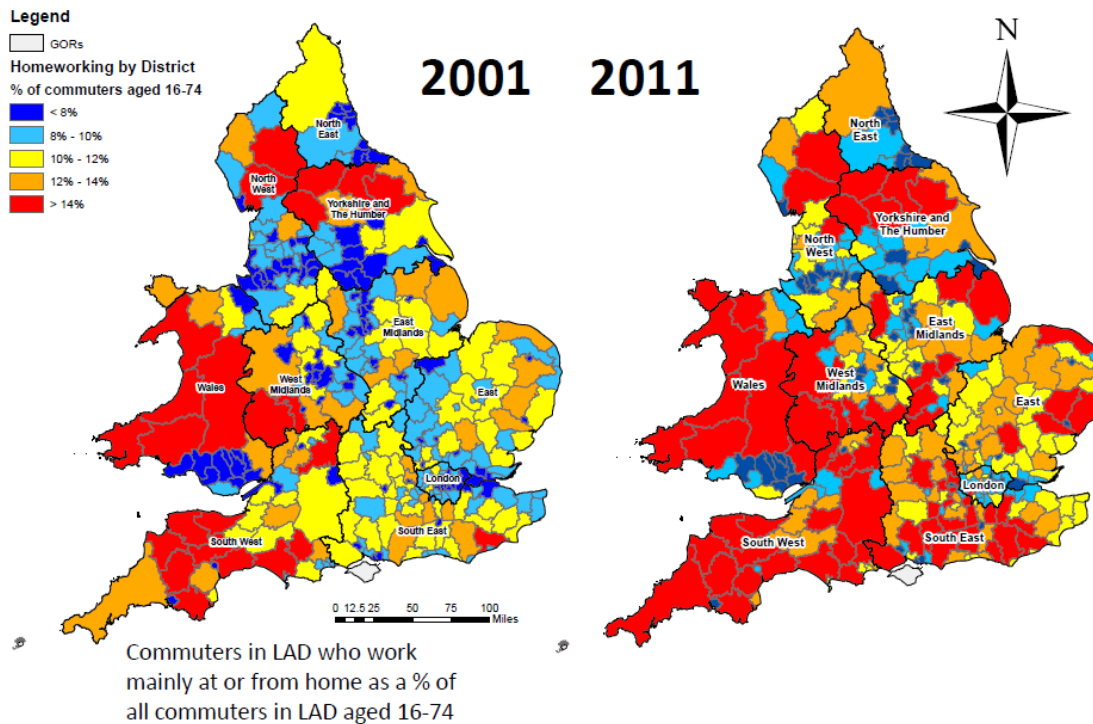 Legend
GORs
Homeworking by District
% of commuters aged 16-74
< 8%
8% - 10%
10% - 12%
12% - 14%
> 14%
2001
North East
North West
Yorkshire and The Humber
East Midlands
West Midlands
Wales
East
London
South East
South West
0 12.5 25 50 75 100
Miles
Commuters in LAD who work
mainly at or from home as a % of
all commuters in LAD aged 16-74
2011
N
North
East
Yorkshire and
The Humber
North
West
East
Midlands
West
Midlands
Wales
East
London
South East
South West